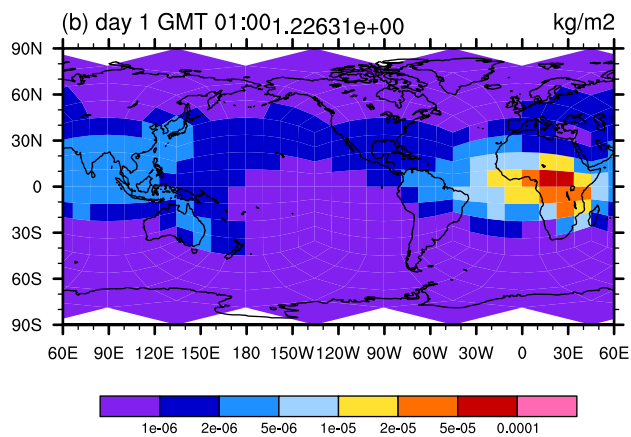 (b) day 1 GMT 01:00 1.22631e+00 kg/m2
90N
60N
30N
0
30S
60S
90S
60E 90E 120E 150E 180 150W 120W 90W 60W 30W 0 30E 60E
1e-06 2e-06 5e-06 1e-05 2e-05 5e-05 0.0001